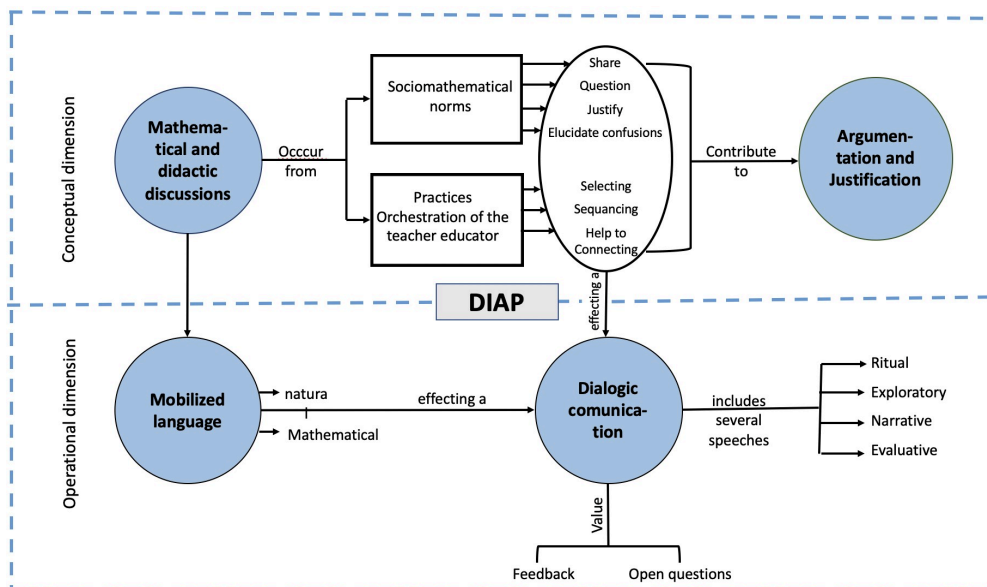 Conceptual dimension
Mathema-
tical and
didactic
discussions
Occcur
from
Sociomathematical
norms
Practices
Orchestration of the
teacher educator
Share
Question
Justify
Elucidate confusions
Selecting
Sequancing
Help to
Connecting
Contribute
to
Argumen-
tation and
Justification
DIAP
effecting a
Operational dimension
Mobilized
language
natura
l
Mathematical
effecting a
Dialogic
comunica-
tion
includes
several
speeches
Ritual
Exploratory
Narrative
Evaluative
Value
Feedback
Open questions